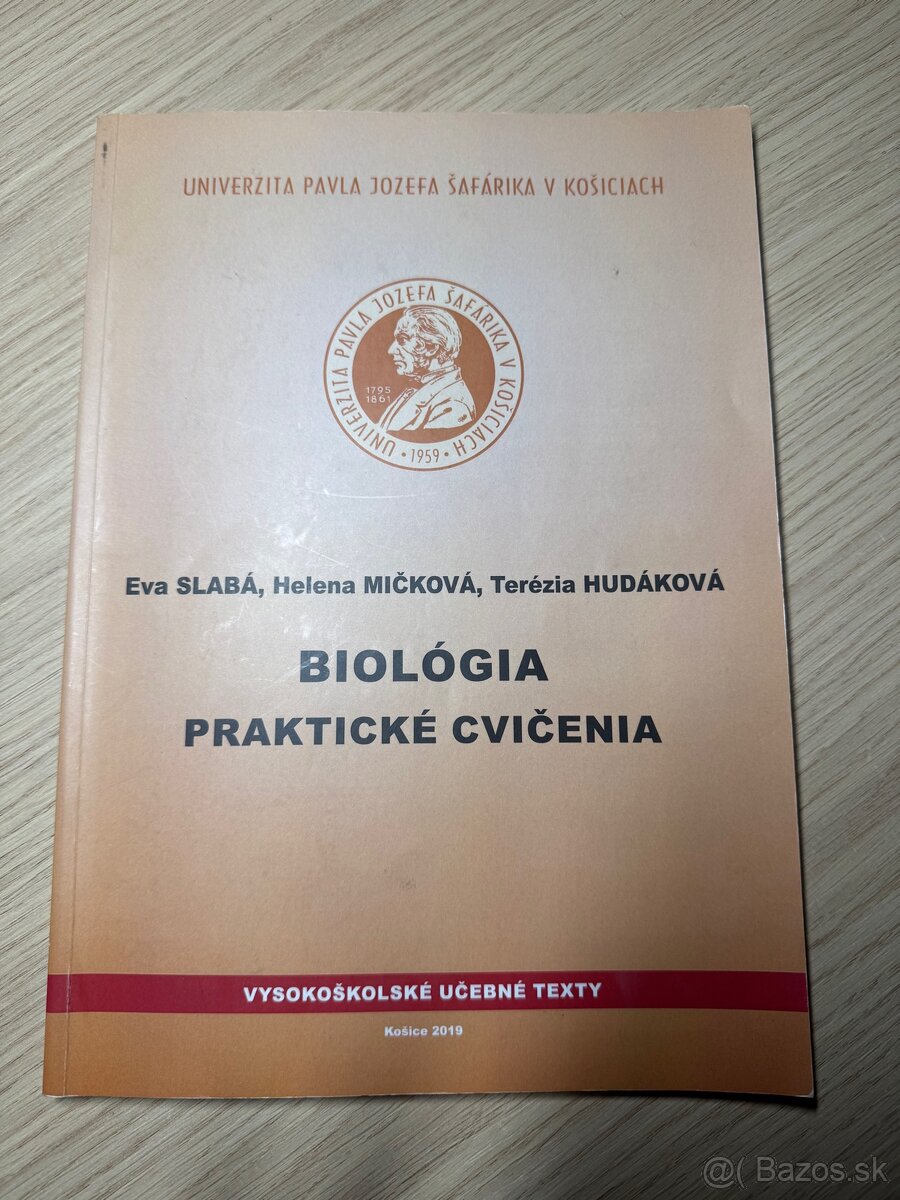 UNIVERZITA PAVLA JOZEFA ŠAFÁRIKA V KOŠICIACH
UNIVERZITA PAVLA JOZEFA ŠAFÁRIKA V KOŠICIACH
1795
1861
· 1959 ·
Eva SLABÁ, Helena MIČKOVÁ, Terézia HUDÁKOVÁ
BIOLÓGIA
PRAKTICKÉ CVIČENIA
VYSOKOŠKOLSKÉ UČEBNÉ TEXTY
Košice 2019
@( Bazos.sk